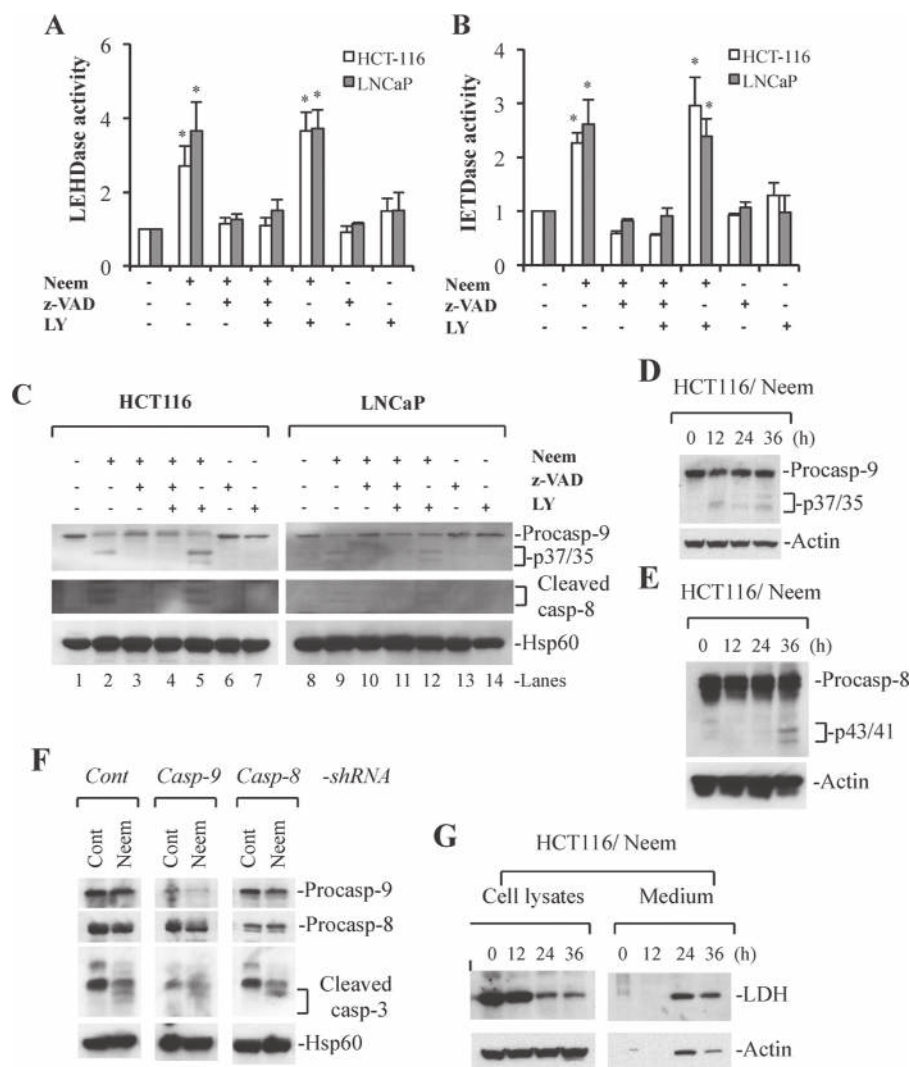 A
LEHDase activity
8
6
4
2
0
HCT-116
LNCaP
* * * *
Neem - + + + + - -
z-VAD - - + + - + -
LY - - - + + - +
B
IETDase activity
4
3
2
1
0
HCT-116
LNCaP
* * * *
Neem - + + + + - -
z-VAD - - + + - + -
LY - - - + + - +
C
HCT116 LNCaP
- + + + + - - - + + + + - - Neem
- - + + - + - - - + + - + - z-VAD
- - - + + - + - - - + + - + LY
-Procasp-9
-p37/35
Cleaved
casp-8
-Hsp60
1 2 3 4 5 6 7 8 9 10 11 12 13 14 -Lanes
D
HCT116/ Neem
0 12 24 36 (h)
-Procasp-9
-p37/35
-Actin
E
HCT116/ Neem
0 12 24 36 (h)
-Procasp-8
-p43/41
-Actin
F
Cont Casp-9 Casp-8 -shRNA
Cont Neem Cont Neem Cont Neem
-Procasp-9
-Procasp-8
Cleaved
casp-3
-Hsp60
G
HCT116/ Neem
Cell lysates Medium
0 12 24 36 0 12 24 36 (h)
-LDH
-Actin